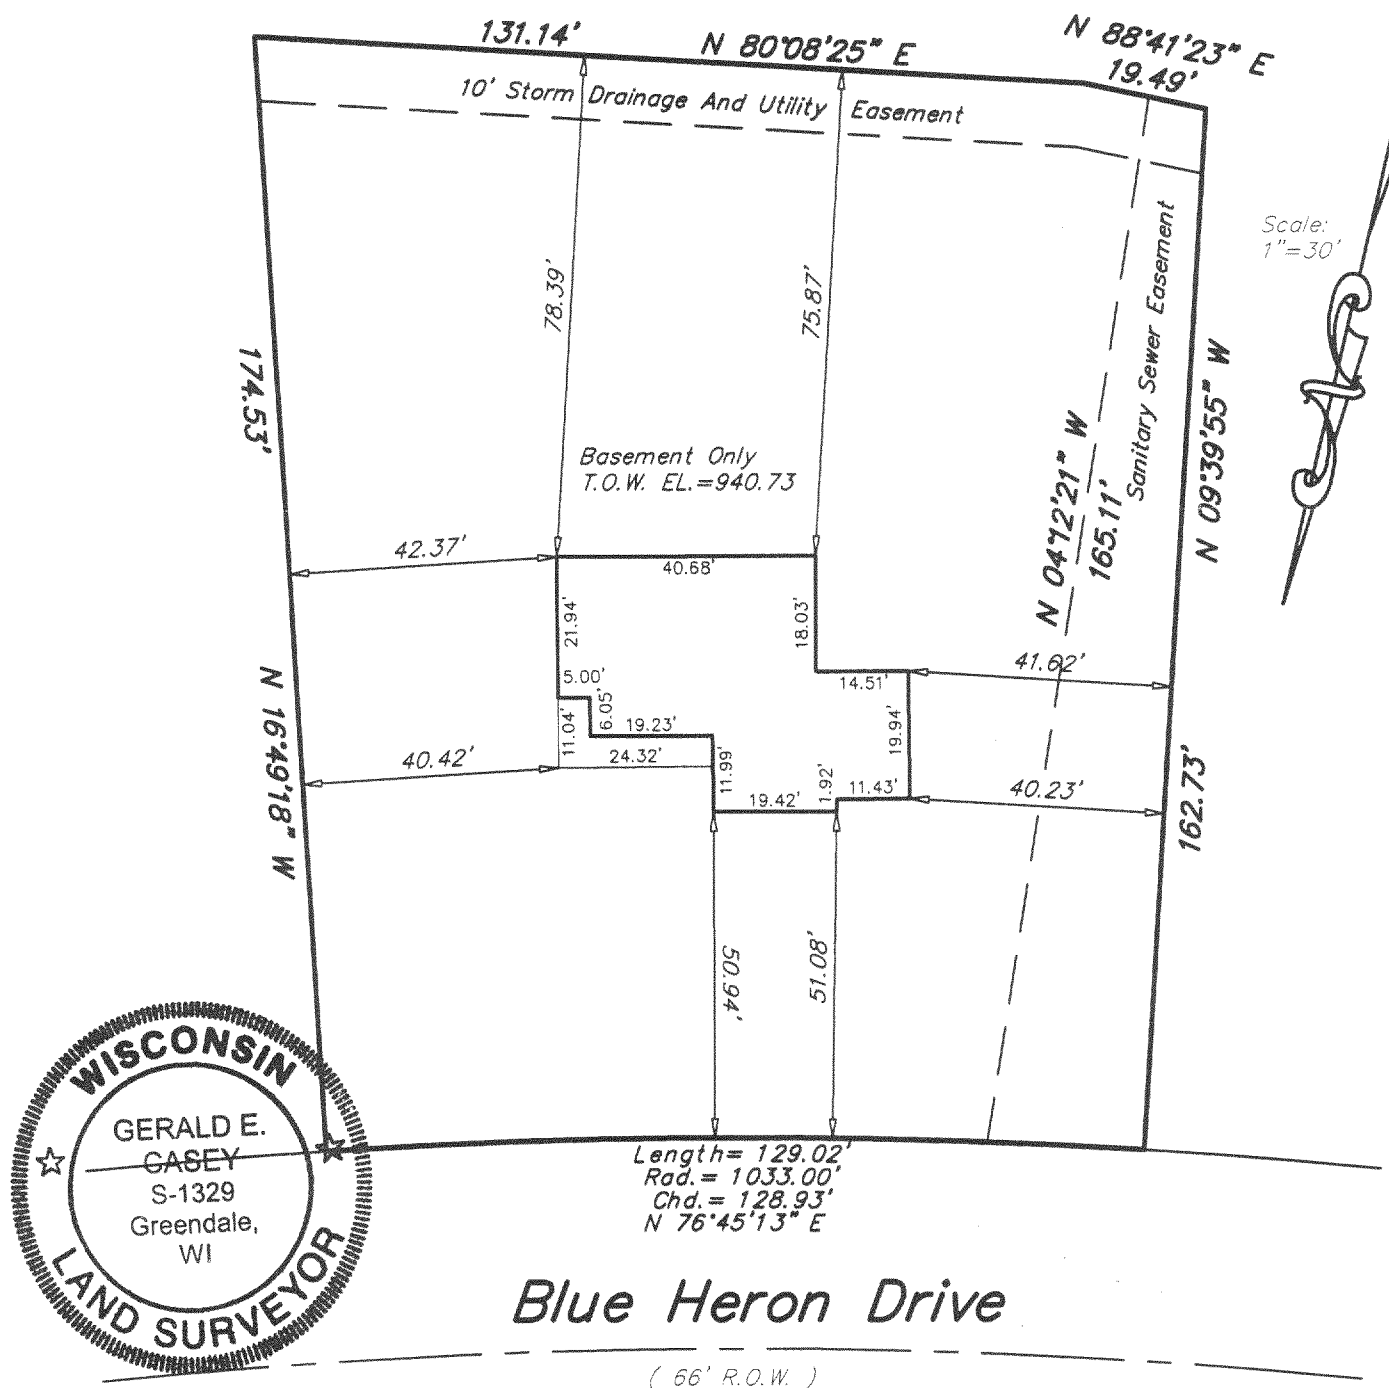 131.14'
N 80°08'25" E
N 88°41'23" E
19.49'
10' Storm Drainage And Utility Easement
Scale:
1"=30'
78.39'
75.87'
Sanitary Sewer Easement
174.53'
N 09°39'55" W
Basement Only
T.O.W. EL.=940.73
N 04°12'21" W
165.11'
42.37'
40.68'
21.94'
18.03'
5.00'
14.51'
41.62'
N 16°49'18" W
11.04'
6.05'
19.23'
19.94'
40.42'
24.32'
11.99'
19.42'
1.92'
11.43'
40.23'
162.73'
50.94'
51.08'
WISCONSIN
GERALD E.
CASEY
S-1329
Greendale,
WI
LAND SURVEYOR
Length= 129.02'
Rad.= 1033.00'
Chd.= 128.93'
N 76°45'13" E
Blue Heron Drive
( 66' R.O.W. )